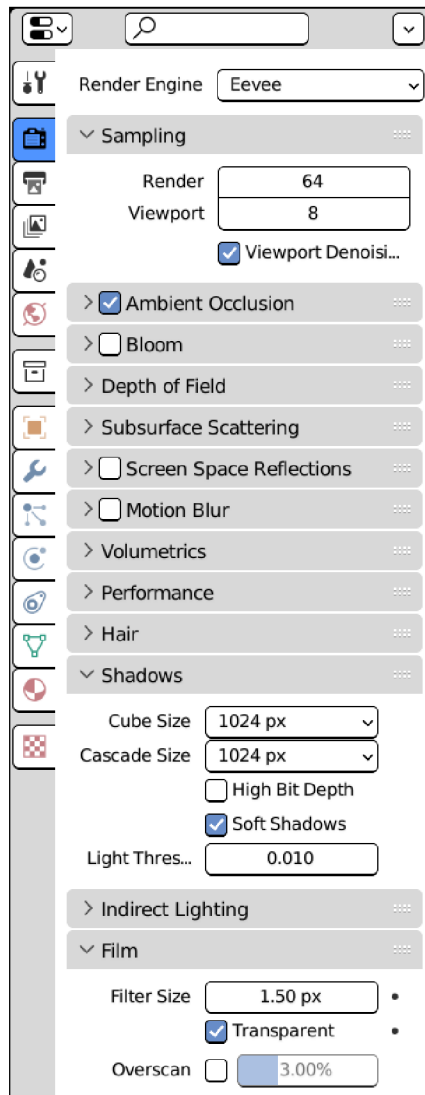 Render Engine Eevee
Sampling
Render 64
Viewport 8
Viewport Denoisi...
Ambient Occlusion
Bloom
Depth of Field
Subsurface Scattering
Screen Space Reflections
Motion Blur
Volumetrics
Performance
Hair
Shadows
Cube Size 1024 px
Cascade Size 1024 px
High Bit Depth
Soft Shadows
Light Thres... 0.010
Indirect Lighting
Film
Filter Size 1.50 px
Transparent
Overscan 3.00%